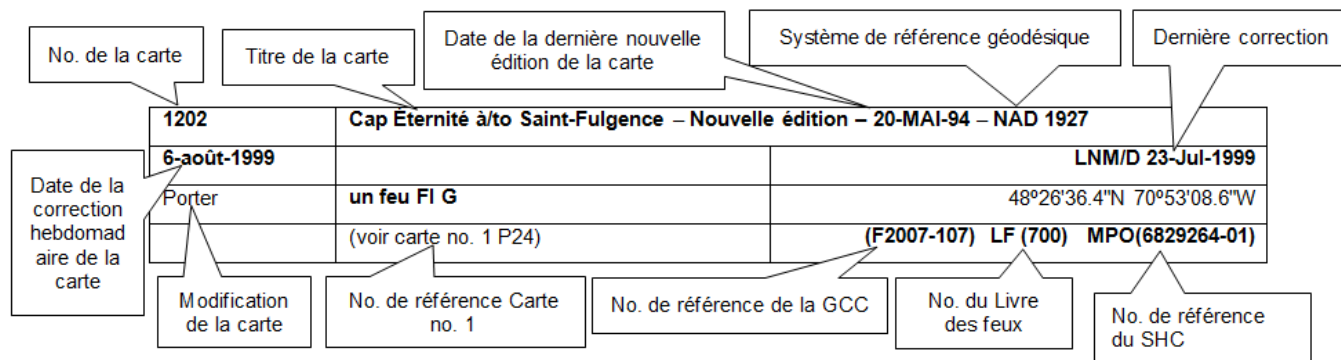 No. de la carte
Titre de la carte
Date de la dernière nouvelle
édition de la carte
Système de référence géodésique
Dernière correction
1202 Cap Éternité à/to Saint-Fulgence – Nouvelle édition – 20-MAI-94 – NAD 1927
6-août-1999 LNM/D 23-Jul-1999
Porter un feu Fl G 48º26'36.4"N 70º53'08.6"W
(voir carte no. 1 P24) (F2007-107) LF (700) MPO(6829264-01)
Date de la
correction
hebdomad
aire de la
carte
Modification
de la carte
No. de référence Carte
no. 1
No. de référence de la GCC
No. du Livre
des feux
No. de référence
du SHC